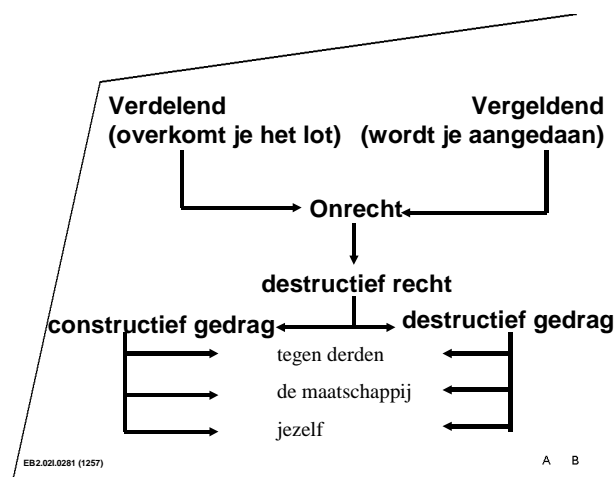 Verdelend Vergeldend
(overkomt je het lot) (wordt je aangedaan)
Onrecht
destructief recht
constructief gedrag destructief gedrag
tegen derden
de maatschappij
jezelf
EB2.02I.0281 (1257) A B